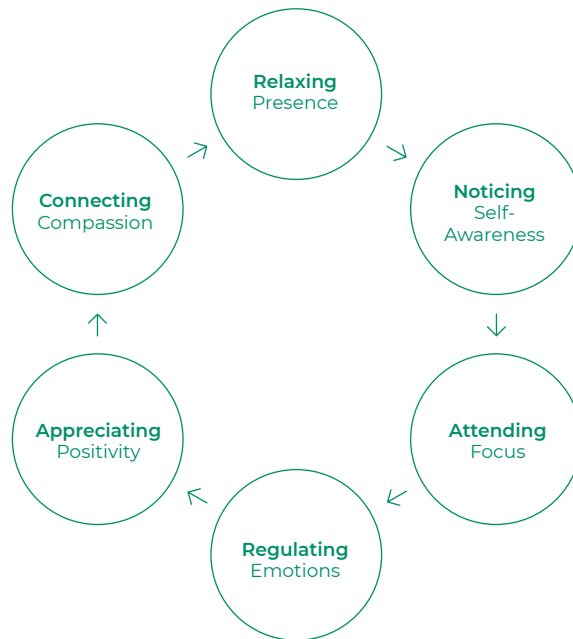 Relaxing
Presence
Noticing
Self-
Awareness
Attending
Focus
Regulating
Emotions
Appreciating
Positivity
Connecting
Compassion